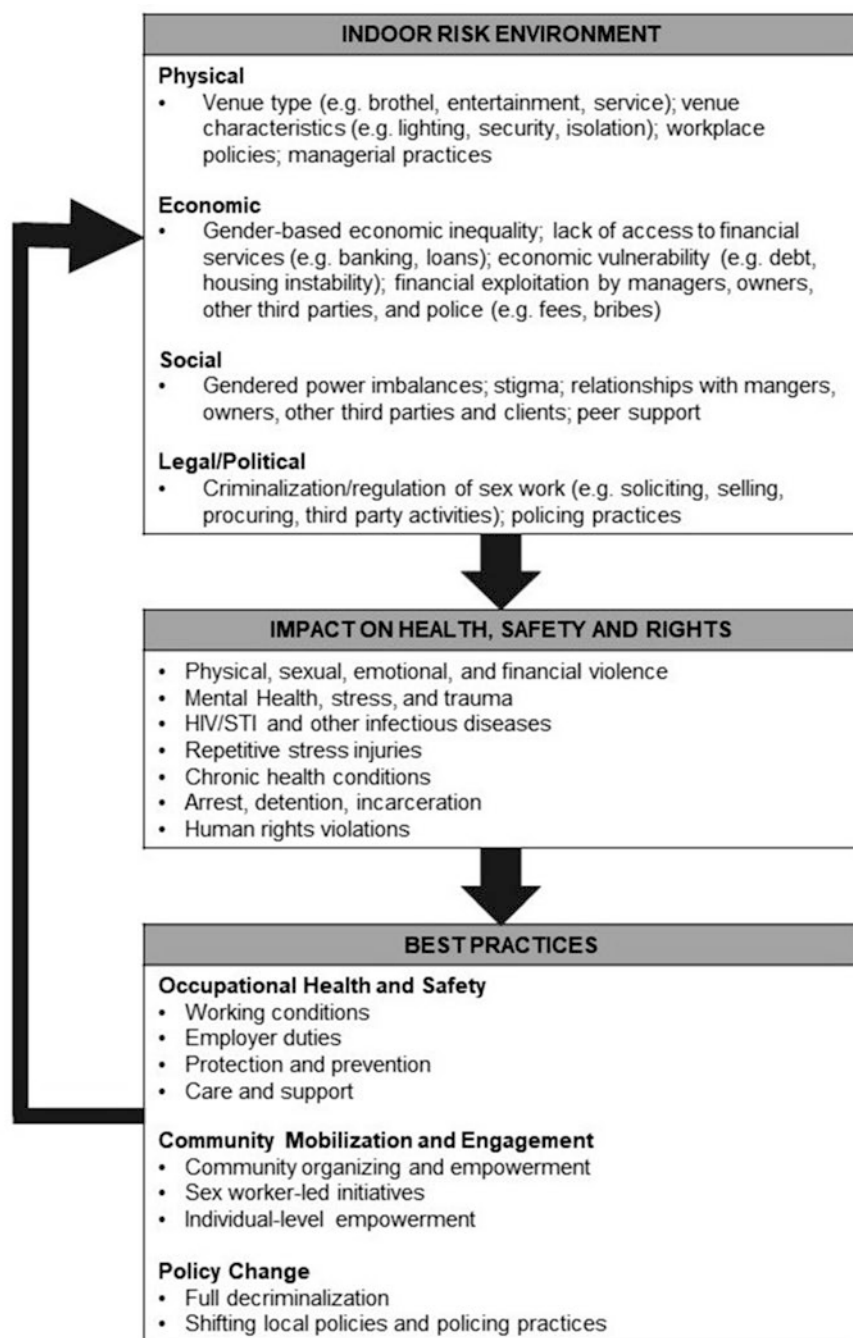 INDOOR RISK ENVIRONMENT
Physical
• Venue type (e.g. brothel, entertainment, service); venue
characteristics (e.g. lighting, security, isolation); workplace
policies; managerial practices
Economic
• Gender-based economic inequality; lack of access to financial
services (e.g. banking, loans); economic vulnerability (e.g. debt,
housing instability); financial exploitation by managers, owners,
other third parties, and police (e.g. fees, bribes)
Social
• Gendered power imbalances; stigma; relationships with mangers,
owners, other third parties and clients; peer support
Legal/Political
• Criminalization/regulation of sex work (e.g. soliciting, selling,
procuring, third party activities); policing practices
IMPACT ON HEALTH, SAFETY AND RIGHTS
• Physical, sexual, emotional, and financial violence
• Mental Health, stress, and trauma
• HIV/STI and other infectious diseases
• Repetitive stress injuries
• Chronic health conditions
• Arrest, detention, incarceration
• Human rights violations
BEST PRACTICES
Occupational Health and Safety
• Working conditions
• Employer duties
• Protection and prevention
• Care and support
Community Mobilization and Engagement
• Community organizing and empowerment
• Sex worker-led initiatives
• Individual-level empowerment
Policy Change
• Full decriminalization
• Shifting local policies and policing practices